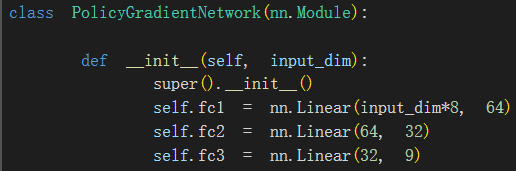 class PolicyGradientNetwork(nn.Module):
def __init__(self, input_dim):
super().__init__()
self.fc1 = nn.Linear(input_dim*8, 64)
self.fc2 = nn.Linear(64, 32)
self.fc3 = nn.Linear(32, 9)